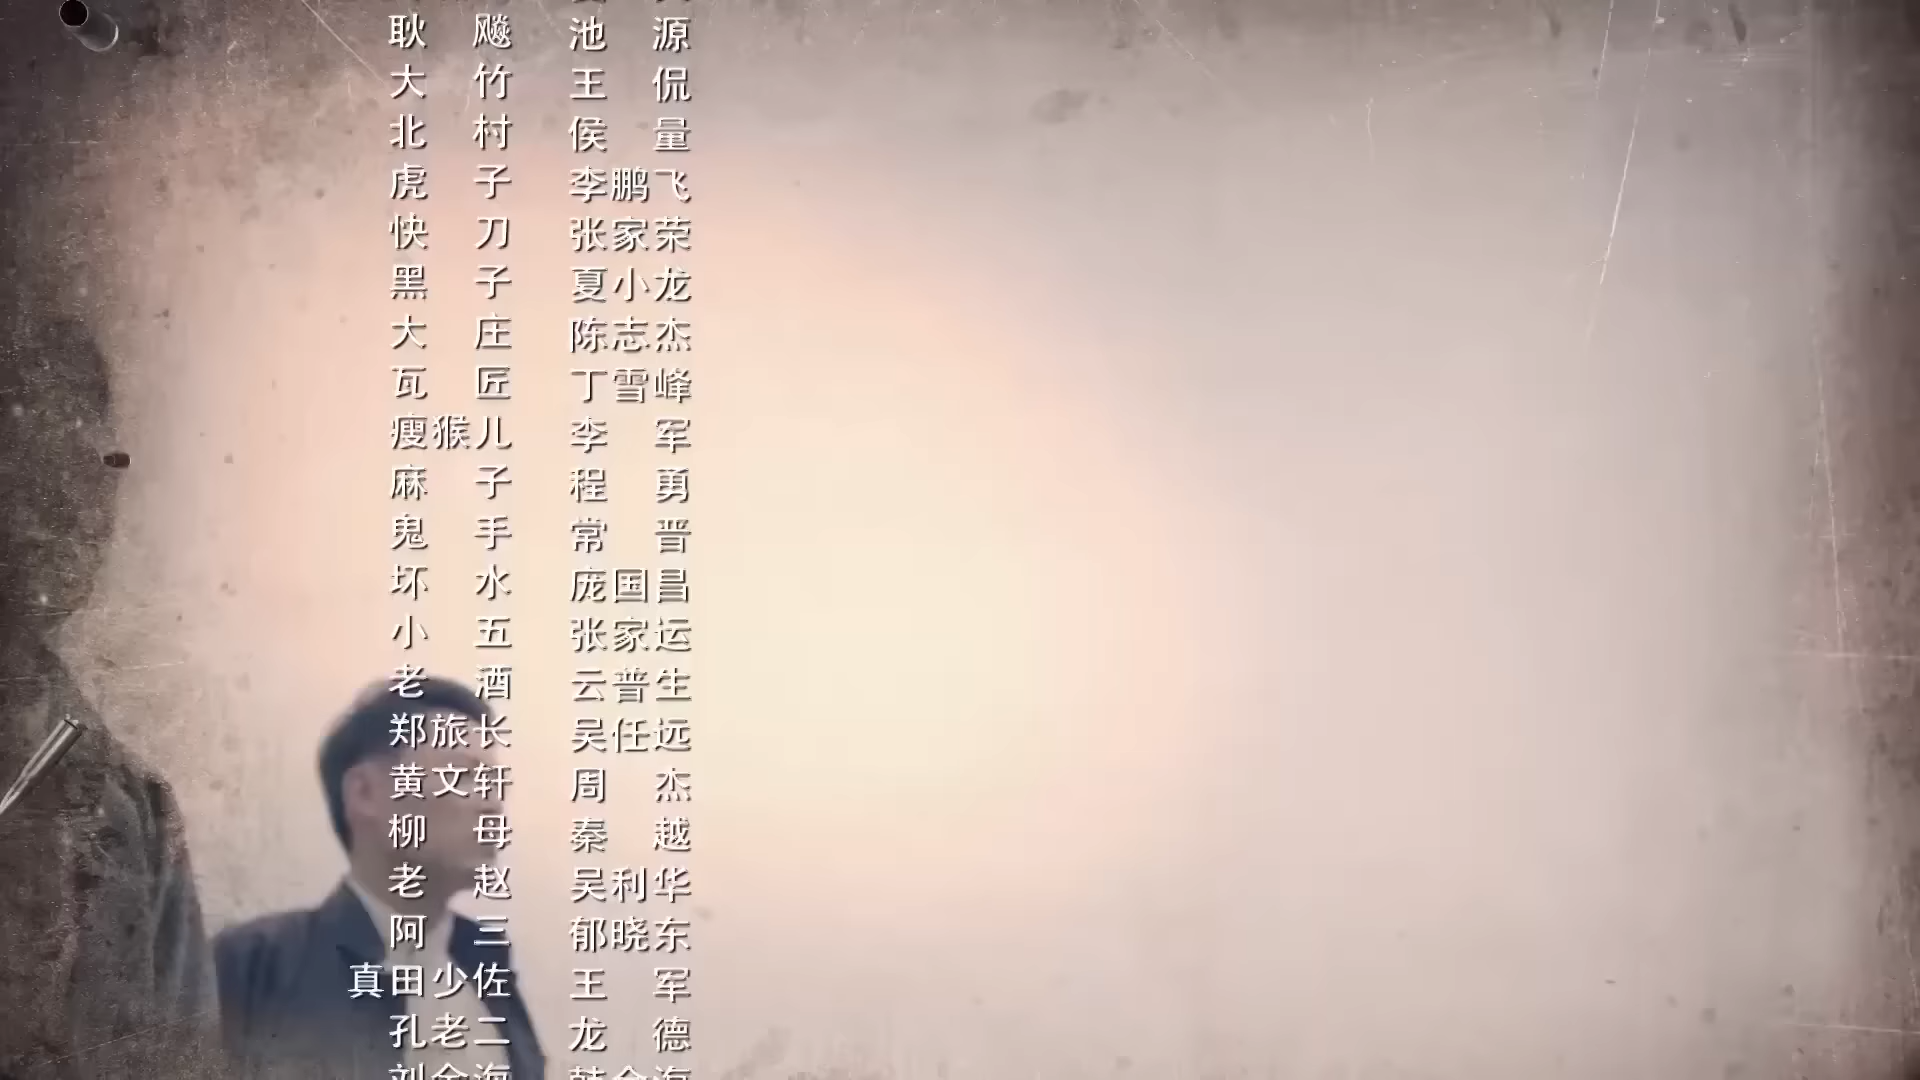 耿飚 池源
大竹 王侃
北村 侯量
虎子 李鹏飞
快刀 张家荣
黑子 夏小龙
大庄 陈志杰
瓦匠 丁雪峰
瘦猴儿 李军
麻子 程勇
鬼手 常晋
坏水 庞国昌
小五 张家运
老酒 云普生
郑旅长 吴任远
黄文轩 周杰
柳母 秦越
老赵 吴利华
阿三 郁晓东
真田少佐 王军
孔老二 龙德